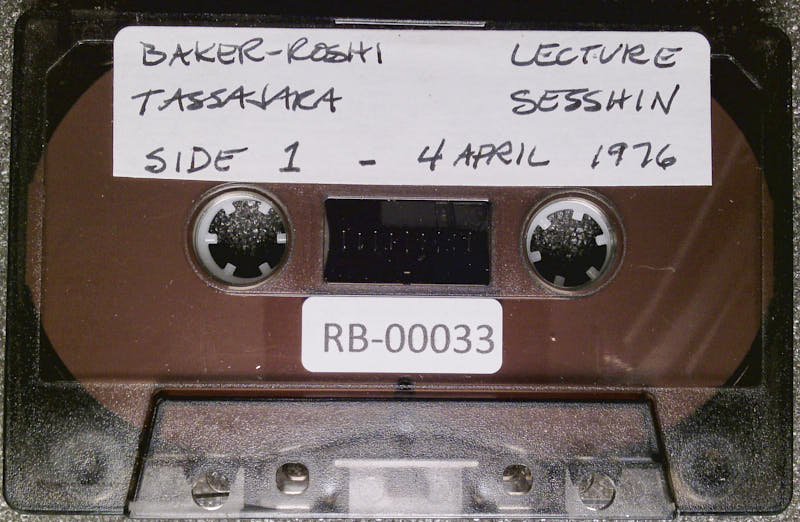 BAKER-ROSHI LECTURE
TASSAJARA SESSHIN
SIDE 1 - 4 APRIL 1976
RB-00033